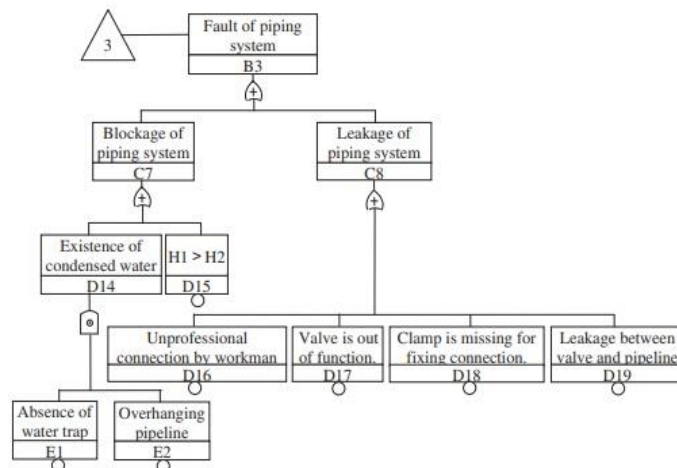 3
Fault of piping
system
B3
+
Blockage of
piping system
C7
Leakage of
piping system
C8
+
+
Existence of
condensed water
D14
H1 > H2
D15
Unprofessional
connection by workman
D16
Valve is out
of function.
D17
Clamp is missing for
fixing connection.
D18
Leakage between
valve and pipeline
D19
Absence of
water trap
E1
Overhanging
pipeline
E2